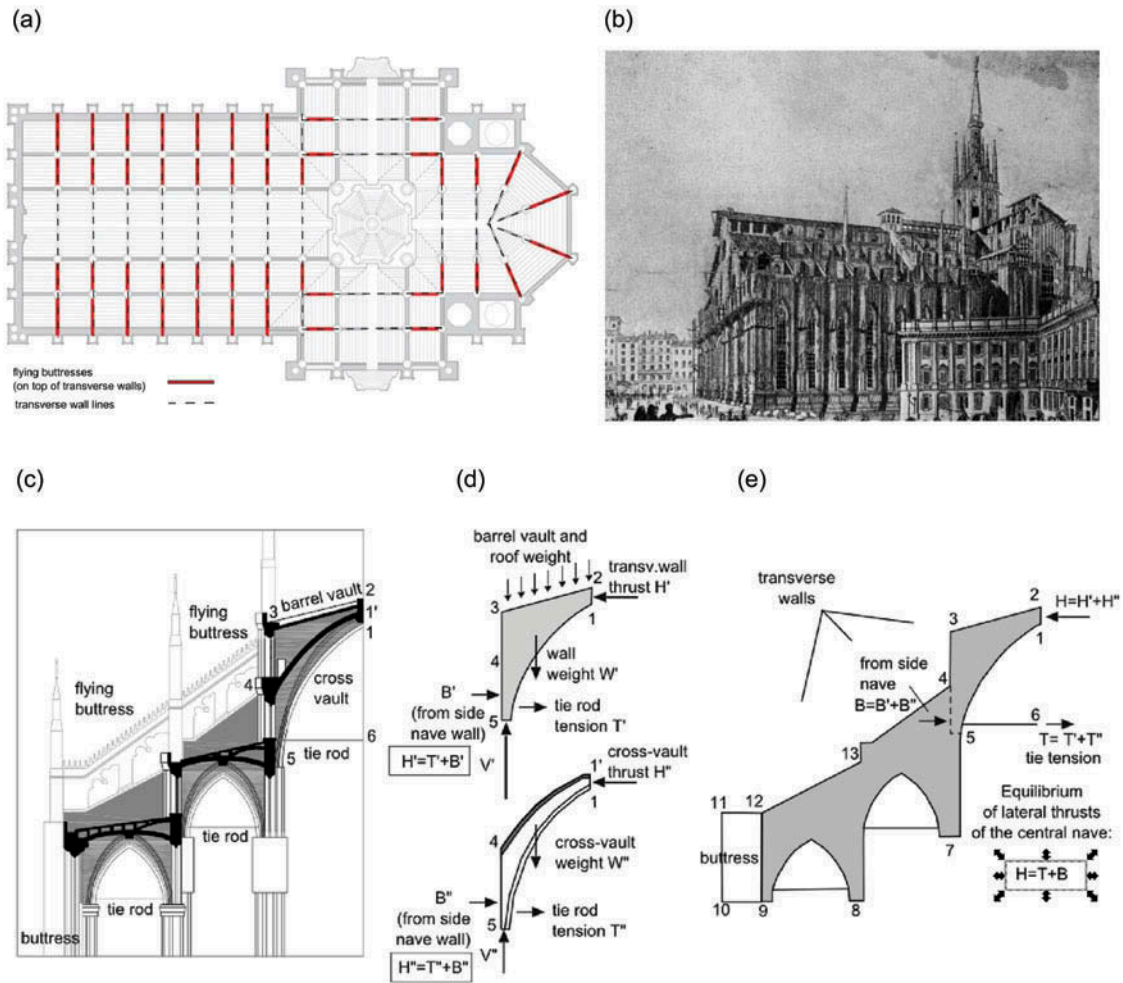 (a)
flying buttresses
(on top of transverse walls)
transverse wall lines
(b)
(c)
flying
buttress
flying
buttress
3 barrel vault
2
1'
1
4
cross
vault
6
tie rod
5
tie rod
tie rod
buttress
(d)
barrel vault and
roof weight
transv.wall
thrust H'
2
3
1
4
wall
weight W'
B'
(from side
nave wall)
5
tie rod
tension T'
H'=T'+B'
V'
1'
cross-vault
thrust H"
1
4
cross-vault
weight W"
B"
(from side
nave wall)
5
tie rod
tension T"
V"
H"=T"+B"
(e)
transverse
walls
2
H=H'+H"
3
1
from side
nave
B=B'+B"
4
6
5
T= T'+T"
tie tension
13
11
12
Equilibrium
of lateral thrusts
of the central nave:
buttress
7
H=T+B
10
9
8